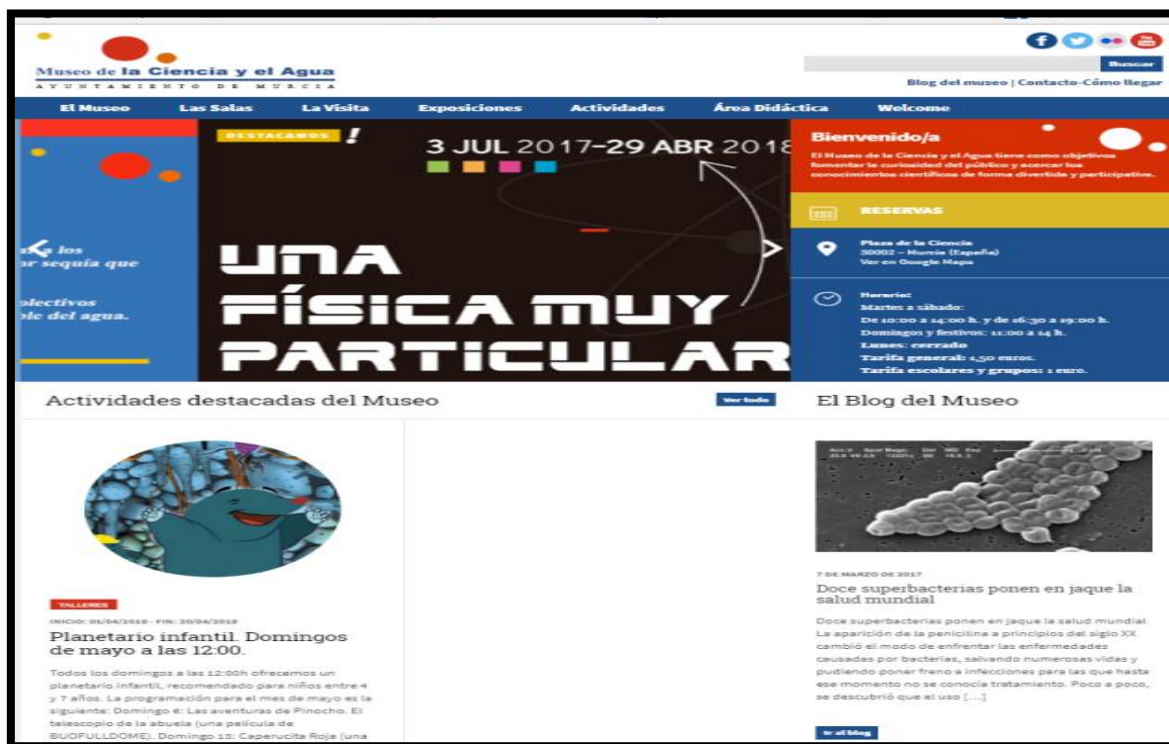 Museo de la Ciencia y el Agua
AYUNTAMIENTO DE MURCIA
You
Buscar
Blog del museo | Contacto-Cómo llegar
El Museo Las Salas La Visita Exposiciones Actividades Área Didáctica Welcome
a los
or sequía que
olectivos
ble del agua.
DESTACAMOS !
3 JUL 2017-29 ABR 2018
UNA
FÍSICA MUY
PARTICULAR
Bienvenido/a
El Museo de la Ciencia y el Agua tiene como objetivos
fomentar la curiosidad del público y acercar los
conocimientos científicos de forma divertida y participative.
RESERVAS
Plaza de la Ciencia
30002 – Murcia (España)
Ver en Google Maps
Horario:
Martes a sábado:
De 10:00 a 14:00 h. y de 16:30 a 19:00 h.
Domingos y festivos: 11:00 a 14 h.
Lunes: cerrado
Tarifa general: 1,50 euros.
Tarifa escolares y grupos: 1 euro.
Actividades destacadas del Museo
Ver todo
TALLERES
INICIO: 01/04/2018 - FIN: 30/04/2018
Planetario infantil. Domingos
de mayo a las 12:00.
Todos los domingos a las 12:00h ofrecemos un
planetario infantil, recomendado para niños entre 4
y 7 años. La programación para el mes de mayo es la
siguiente: Domingo 6: Las aventuras de Pinocho. El
telescopio de la abuela (una película de
BUOFULLDOME). Domingo 13: Caperucita Roja (una
El Blog del Museo
7 DE MARZO DE 2017
Doce superbacterias ponen en jaque la
salud mundial
Doce superbacterias ponen en jaque la salud mundial
La aparición de la penicilina a principios del siglo XX
cambió el modo de enfrentar las enfermedades
causadas por bacterias, salvando numerosas vidas y
pudiendo poner freno a infecciones para las que hasta
ese momento no se conocía tratamiento. Poco a poco,
se descubrió que el uso [...]
Ir al blog